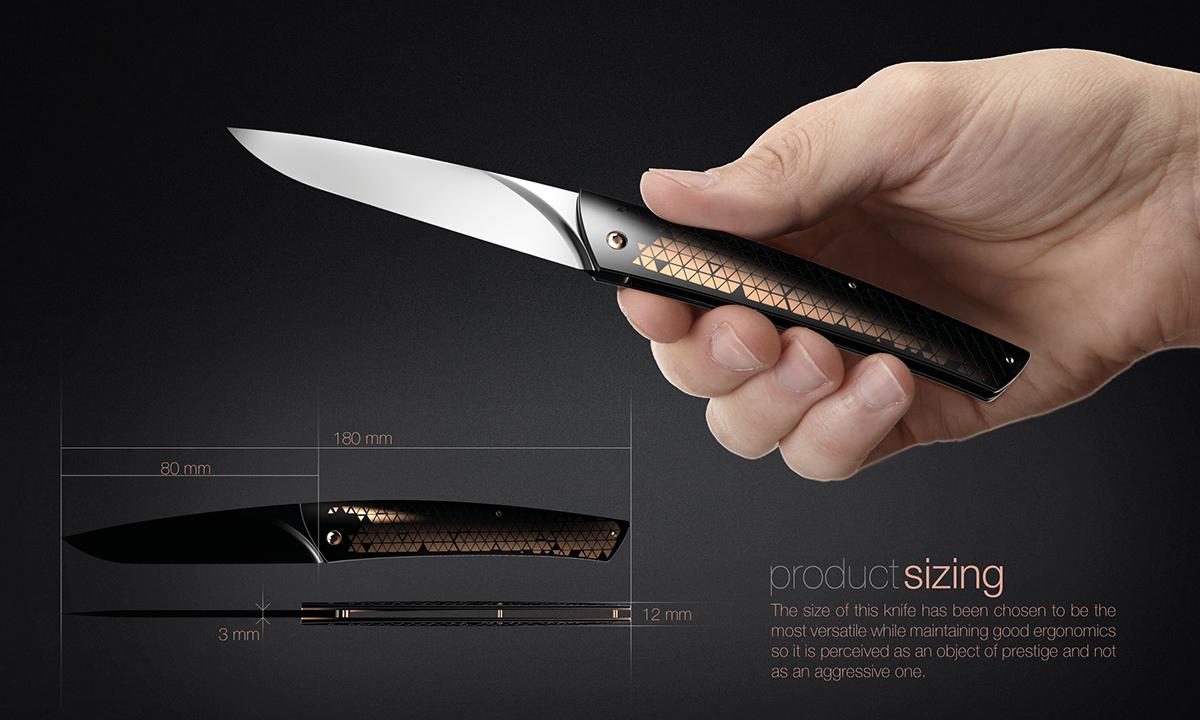 180 mm
80 mm
3 mm
12 mm
product sizing
The size of this knife has been chosen to be the
most versatile while maintaining good ergonomics
so it is perceived as an object of prestige and not
as an aggressive one.